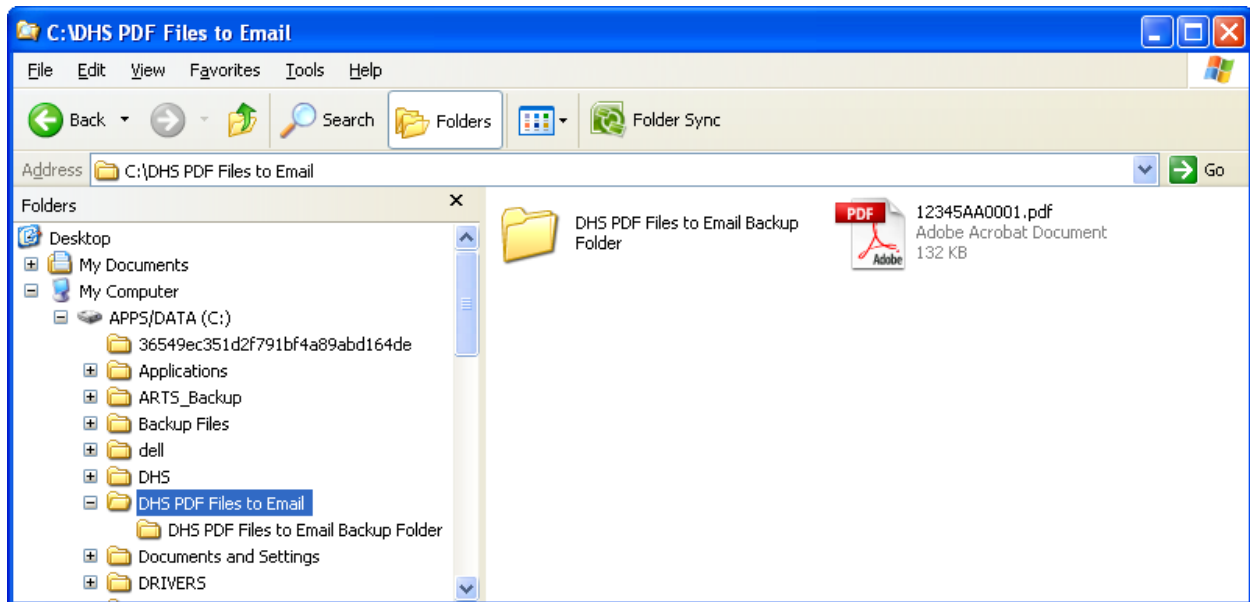 C:\DHS PDF Files to Email
File Edit View Favorites Tools Help
Back Search Folders Folder Sync
Address C:\DHS PDF Files to Email Go
Folders
Desktop
My Documents
My Computer
APPS/DATA (C:)
36549ec351d2f791bf4a89abd164de
Applications
ARTS_Backup
Backup Files
dell
DHS
DHS PDF Files to Email
DHS PDF Files to Email Backup Folder
Documents and Settings
DRIVERS
DHS PDF Files to Email Backup
Folder
PDF
Adobe
12345AA0001.pdf
Adobe Acrobat Document
132 KB